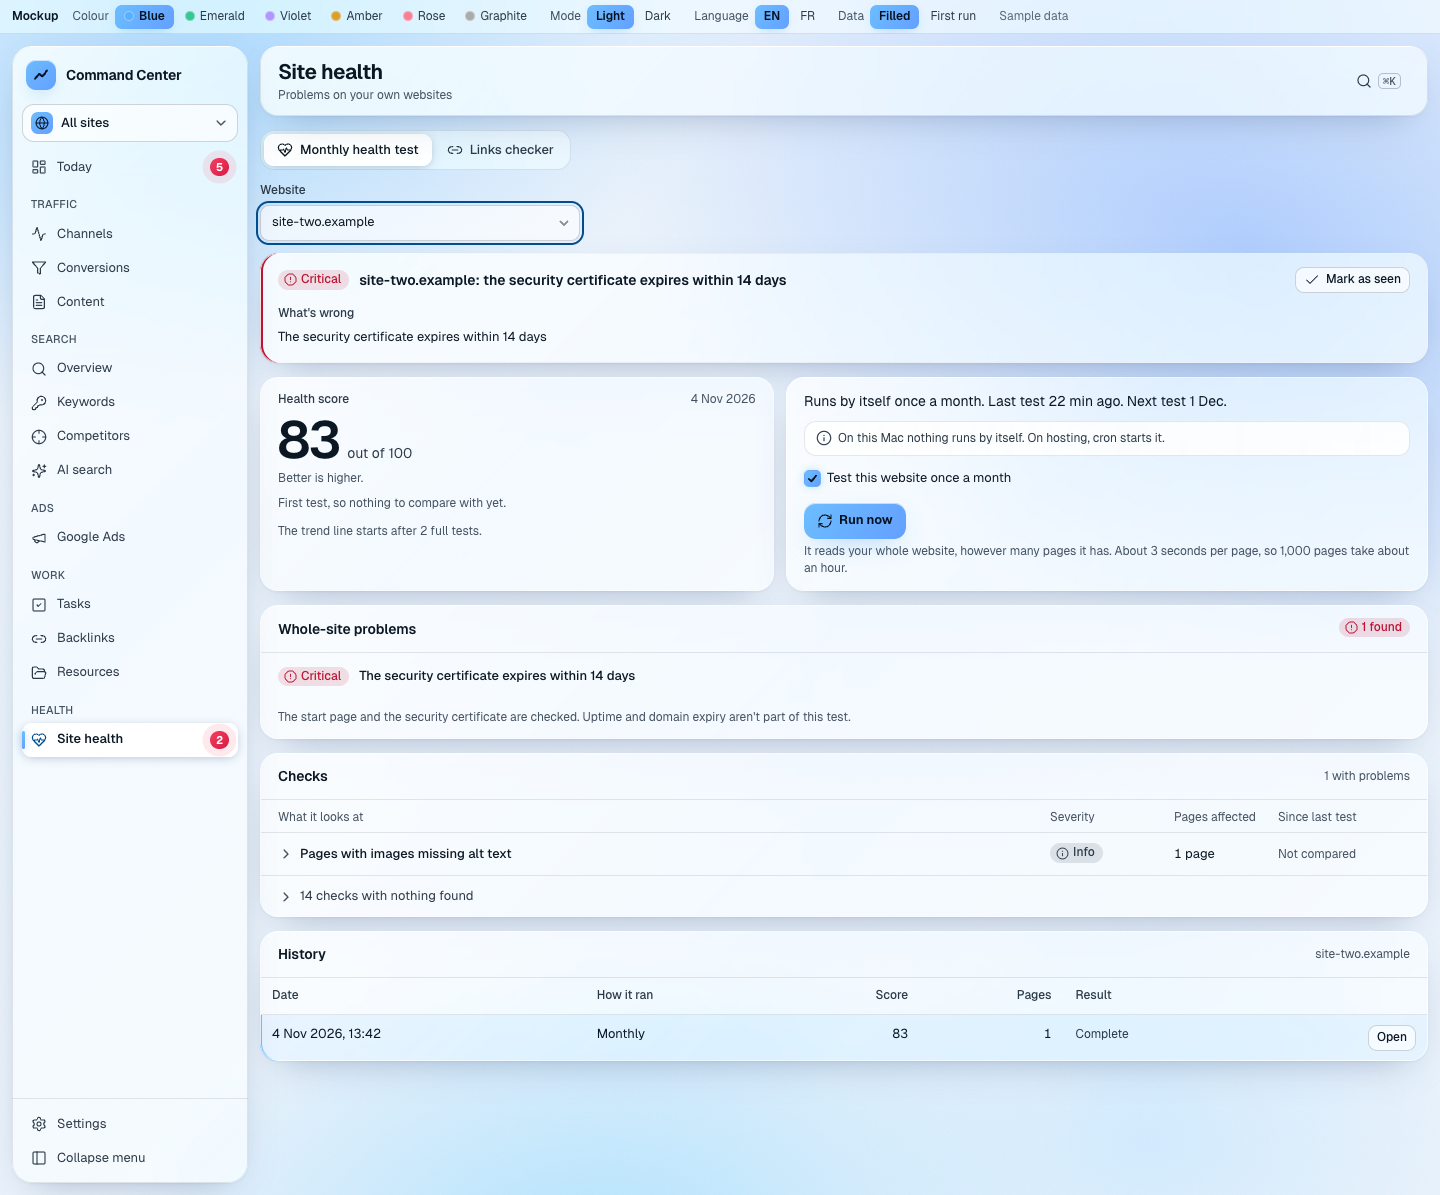 Mockup Colour Blue Emerald Violet Amber Rose Graphite Mode Light Dark Language EN FR Data Filled First run Sample data
Command Center
All sites
Today 5
TRAFFIC
Channels
Conversions
Content
SEARCH
Overview
Keywords
Competitors
AI search
ADS
Google Ads
WORK
Tasks
Backlinks
Resources
HEALTH
Site health 2
Settings
Collapse menu
Site health
Problems on your own websites
⌘K
Monthly health test Links checker
Website
site-two.example
Critical site-two.example: the security certificate expires within 14 days Mark as seen
What's wrong
The security certificate expires within 14 days
Health score 4 Nov 2026
83 out of 100
Better is higher.
First test, so nothing to compare with yet.
The trend line starts after 2 full tests.
Runs by itself once a month. Last test 22 min ago. Next test 1 Dec.
On this Mac nothing runs by itself. On hosting, cron starts it.
Test this website once a month
Run now
It reads your whole website, however many pages it has. About 3 seconds per page, so 1,000 pages take about
an hour.
Whole-site problems 1 found
Critical The security certificate expires within 14 days
The start page and the security certificate are checked. Uptime and domain expiry aren't part of this test.
Checks 1 with problems
What it looks at Severity Pages affected Since last test
Pages with images missing alt text Info 1 page Not compared
14 checks with nothing found
History site-two.example
Date How it ran Score Pages Result
4 Nov 2026, 13:42 Monthly 83 1 Complete Open